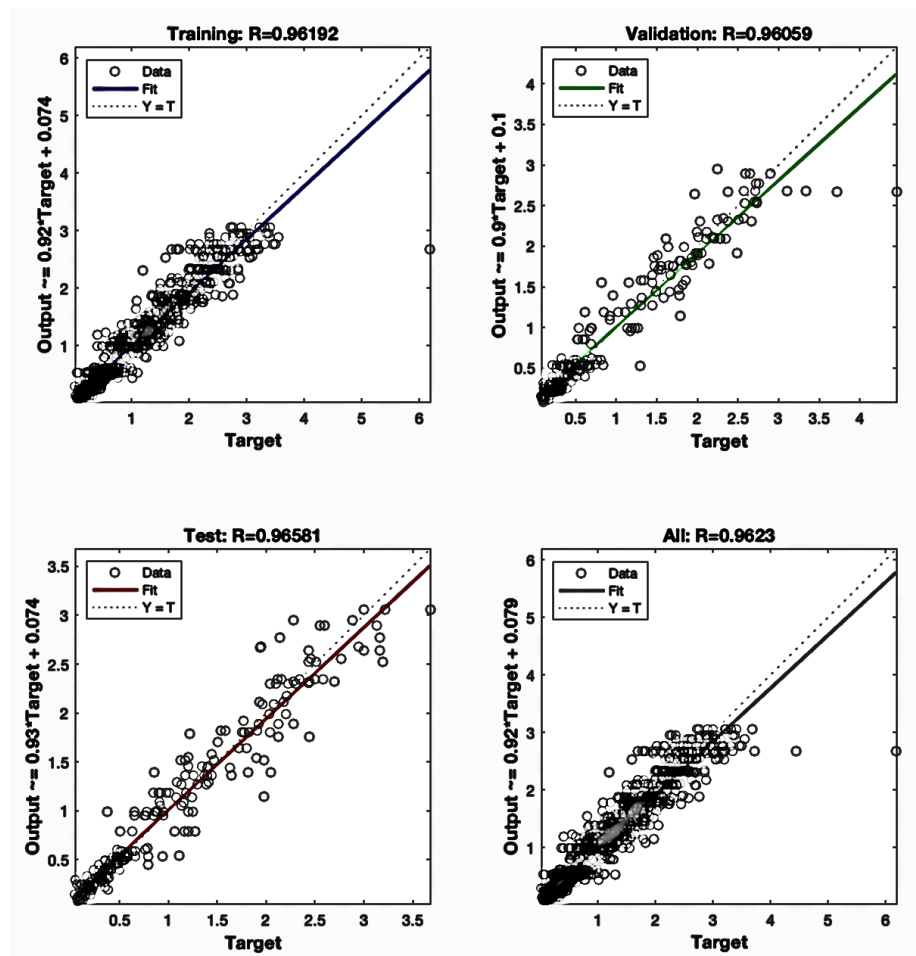 Training: R=0.96192
Output ~= 0.92*Target + 0.074
6
5
4
3
2
1
Data
Fit
Y = T
1 2 3 4 5 6
Target
Validation: R=0.96059
Output ~= 0.9*Target + 0.1
4
3.5
3
2.5
2
1.5
1
0.5
Data
Fit
Y = T
0.5 1 1.5 2 2.5 3 3.5 4
Target
Test: R=0.96581
Output ~= 0.93*Target + 0.074
3.5
3
2.5
2
1.5
1
0.5
Data
Fit
Y = T
0.5 1 1.5 2 2.5 3 3.5
Target
All: R=0.9623
Output ~= 0.92*Target + 0.079
6
5
4
3
2
1
Data
Fit
Y = T
1 2 3 4 5 6
Target